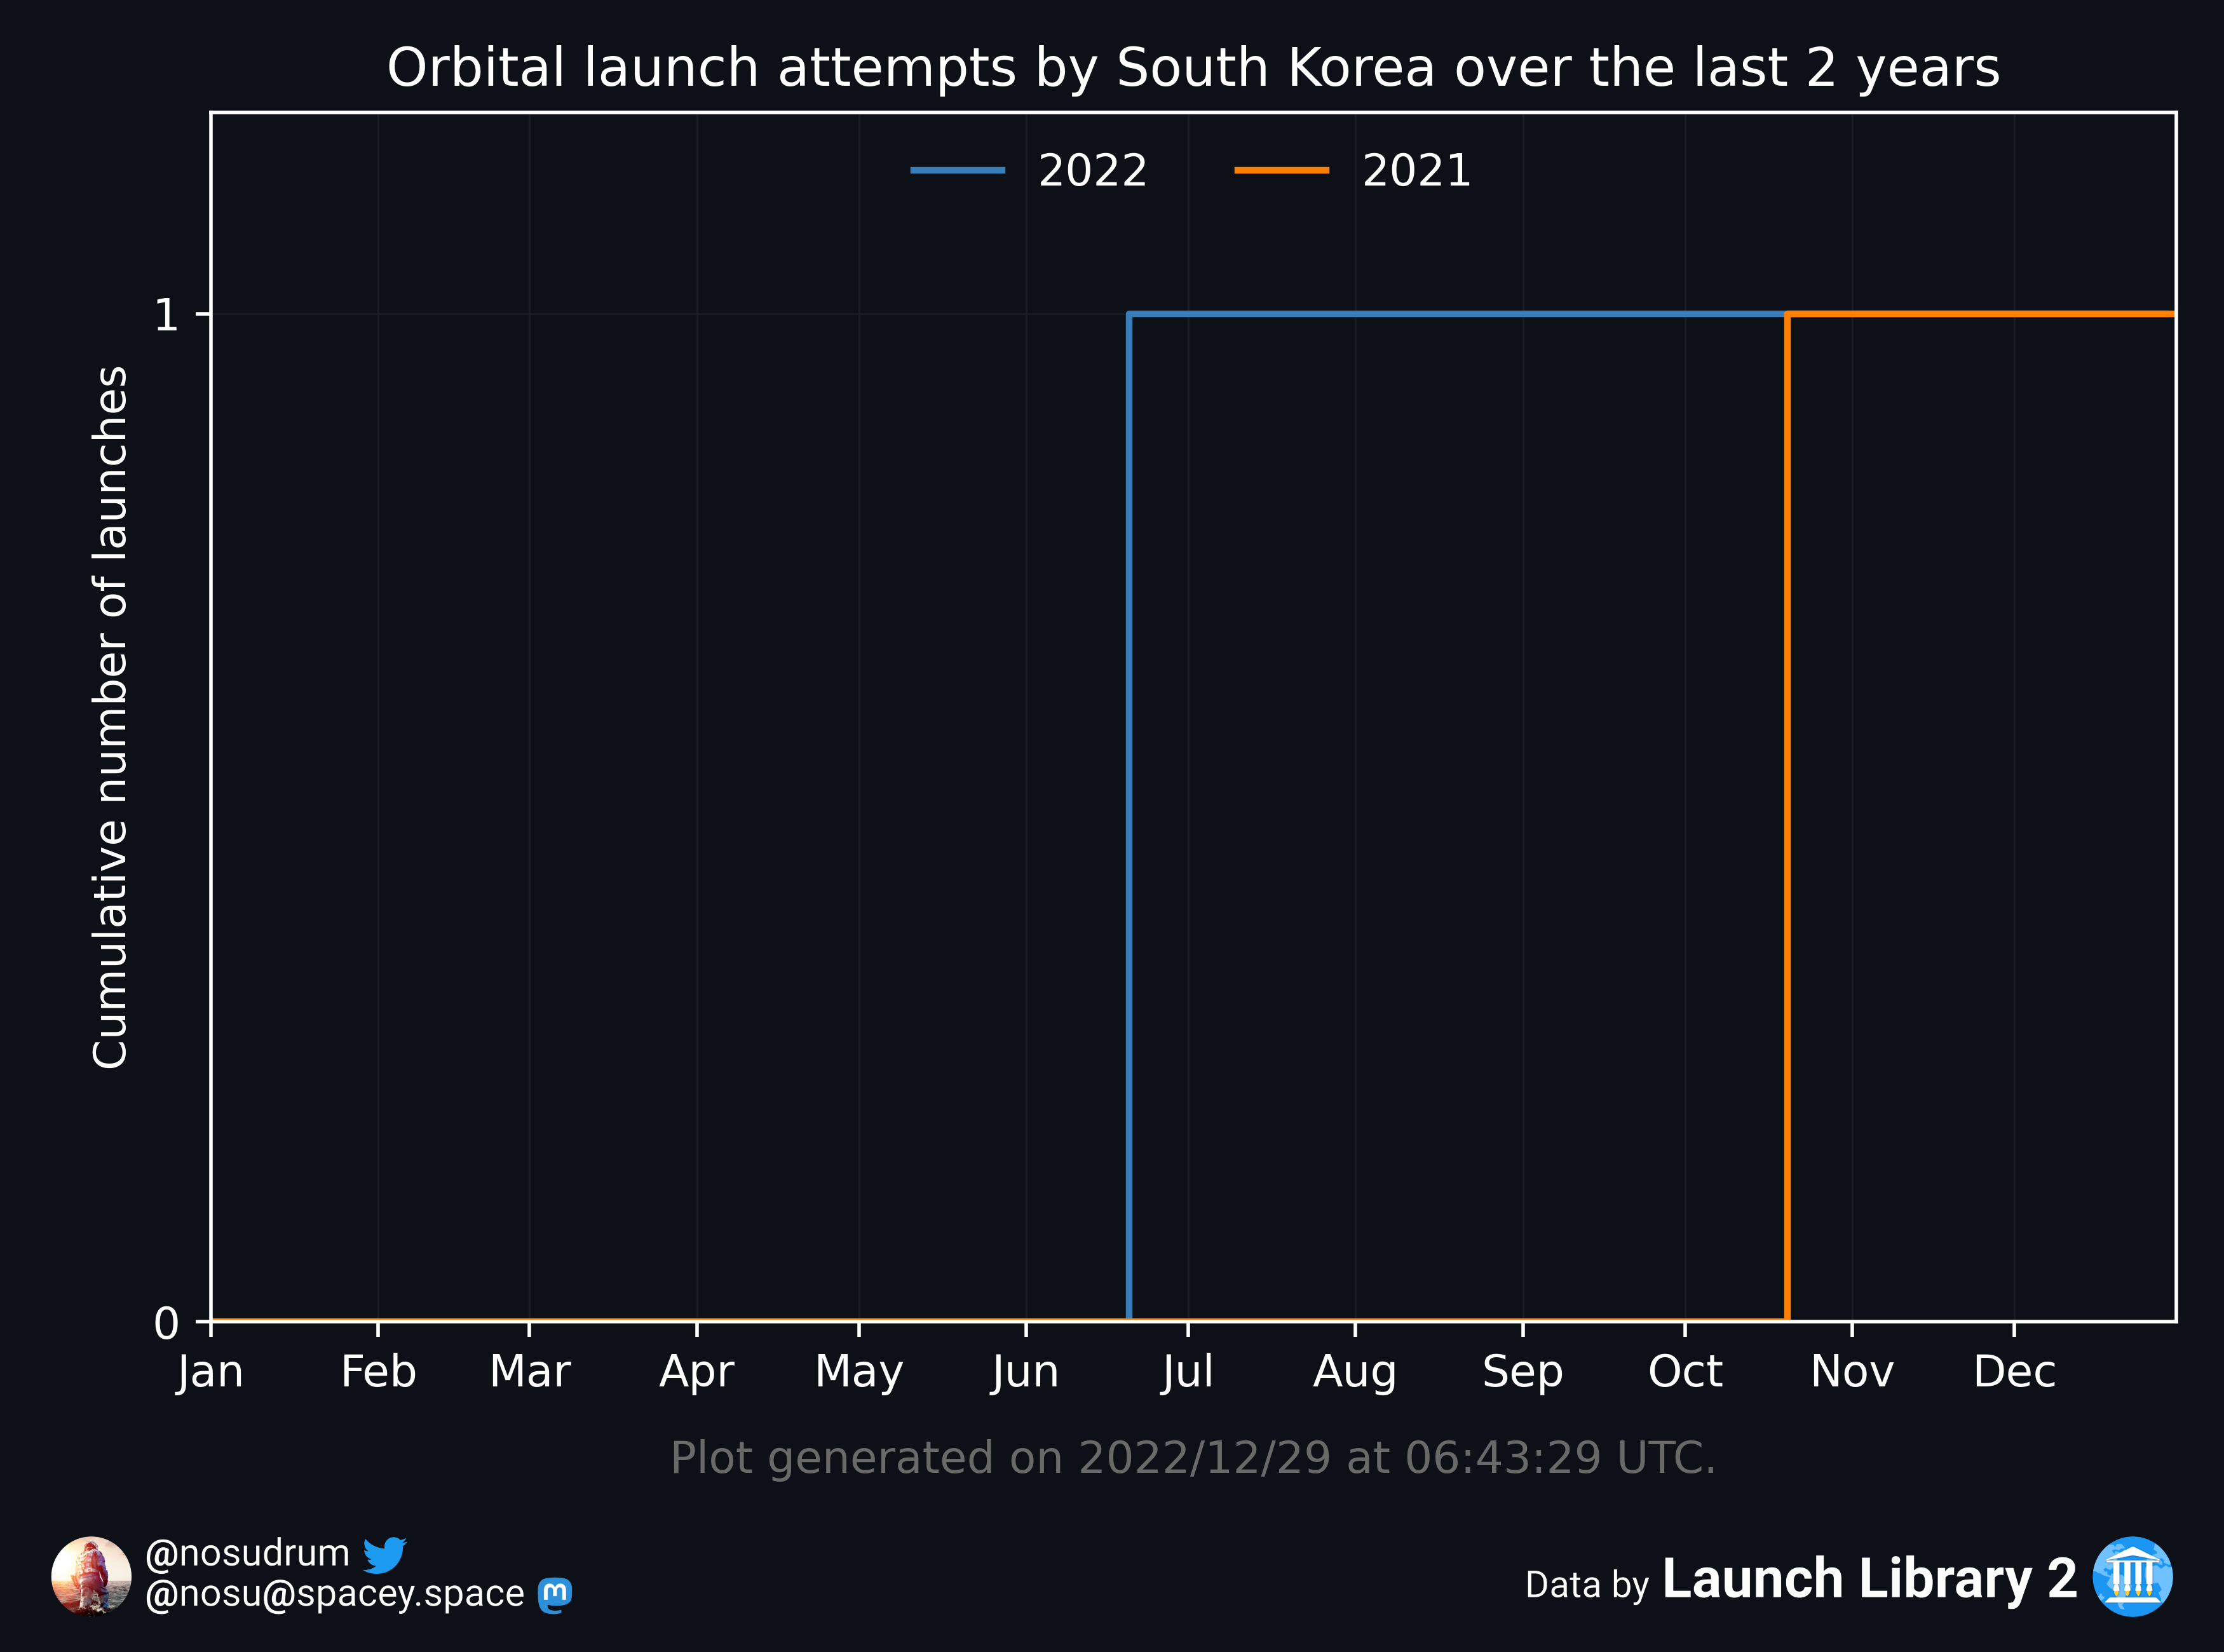 Orbital launch attempts by South Korea over the last 2 years
2022 2021
Cumulative number of launches
1
0
Jan Feb Mar Apr May Jun Jul Aug Sep Oct Nov Dec
Plot generated on 2022/12/29 at 06:43:29 UTC.
@nosudrum
@nosu@spacey.space
Data by Launch Library 2